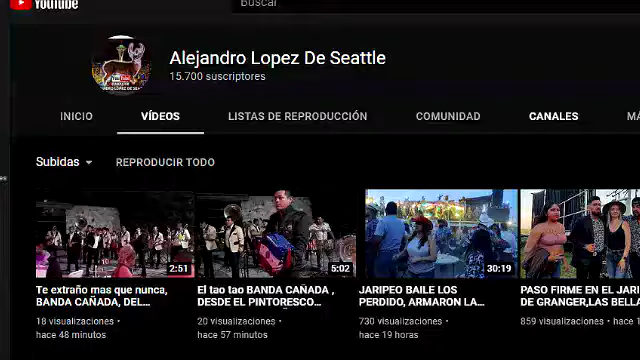 YouTube
Buscar
Alejandro Lopez De Seattle
15.700 suscriptores
INICIO VÍDEOS LISTAS DE REPRODUCCIÓN COMUNIDAD CANALES
Subidas REPRODUCIR TODO
2:51 5:02 30:19
Te extraño mas que nunca, El tao tao BANDA CAÑADA , JARIPEO BAILE LOS PASO FIRME EN EL
BANDA CAÑADA, DEL... DESDE EL PINTORESCO... PERDIDO, ARMARON LA... DE GRANGER,LAS
18 visualizaciones • 20 visualizaciones • 730 visualizaciones • 859 visualizaciones •
hace 48 minutos hace 57 minutos hace 19 horas